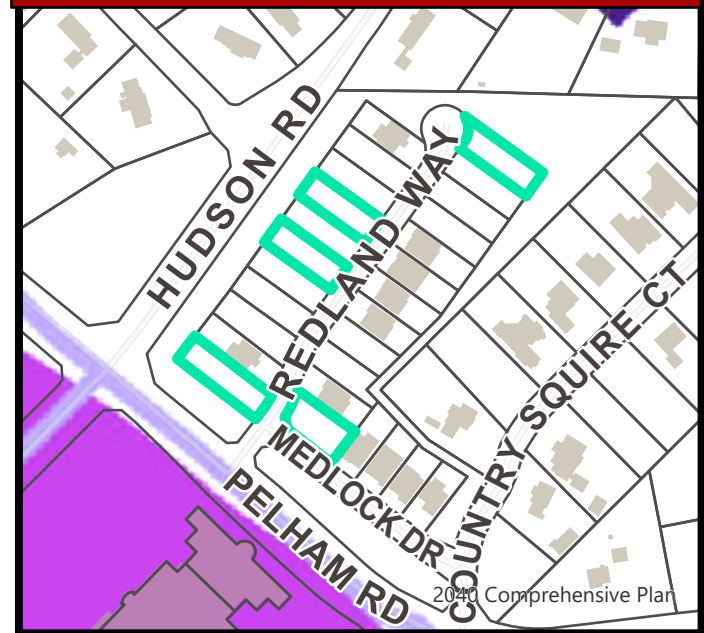 HUDSON RD
REDLAND WAY
COUNTRY SQUIRE CT
MEDLOCK DR
PELHAM RD
2040 Comprehensive Plan